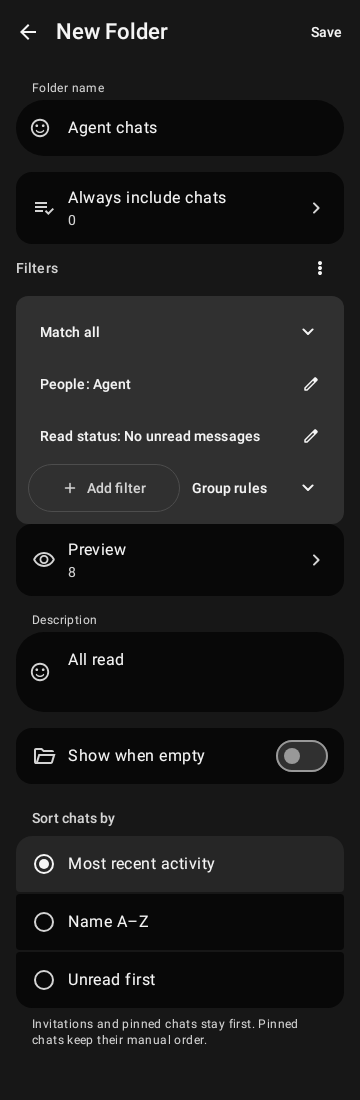 New Folder
Save
Folder name
Agent chats
Always include chats
0
Filters
Match all
People: Agent
Read status: No unread messages
Add filter
Group rules
Preview
8
Description
All read
Show when empty
Sort chats by
Most recent activity
Name A–Z
Unread first
Invitations and pinned chats stay first. Pinned
chats keep their manual order.